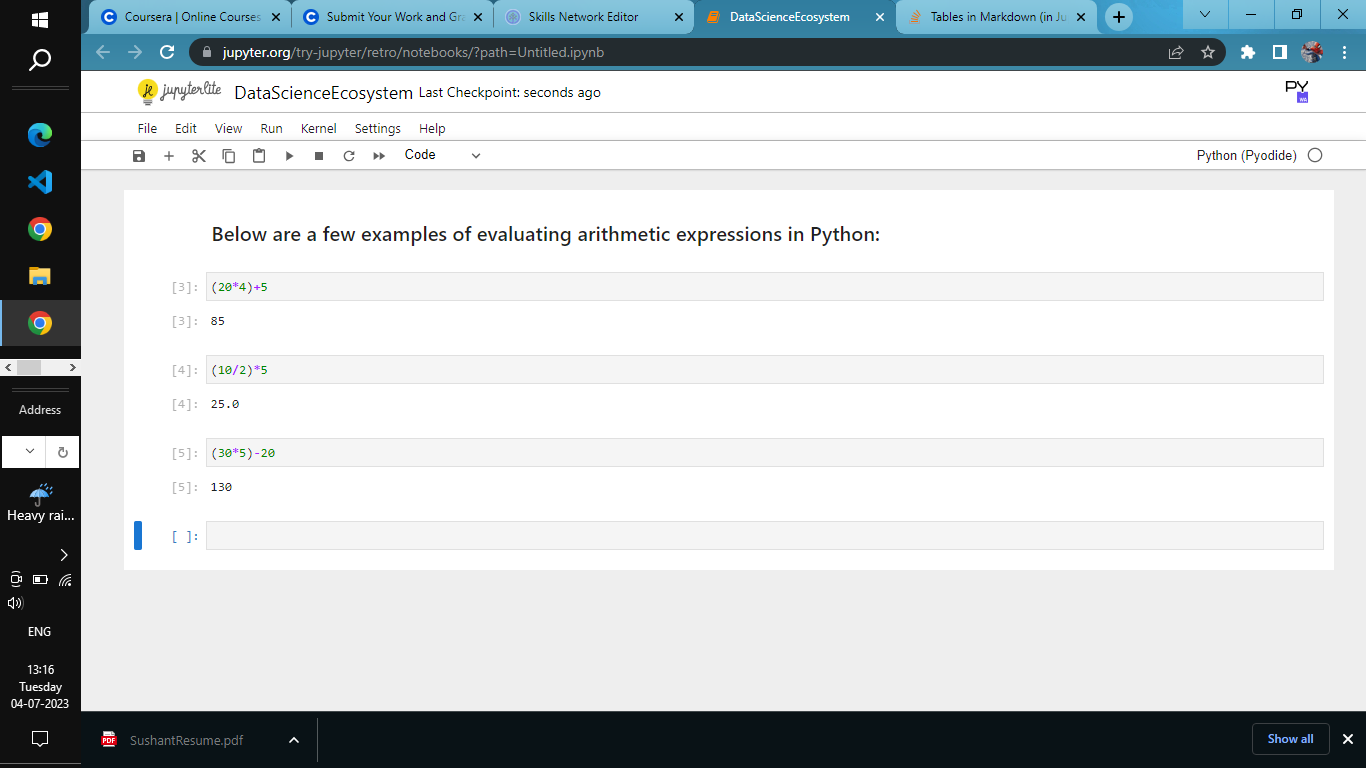 Coursera | Online Courses
Submit Your Work and Gra
Skills Network Editor
DataScienceEcosystem
Tables in Markdown (in Ju
jupyter.org/try-jupyter/retro/notebooks/?path=Untitled.ipynb
jupyterlite
DataScienceEcosystem Last Checkpoint: seconds ago
PY
File Edit View Run Kernel Settings Help
Code
Python (Pyodide)
Below are a few examples of evaluating arithmetic expressions in Python:
[3]: (20*4)+5
[3]: 85
[4]: (10/2)*5
[4]: 25.0
[5]: (30*5)-20
[5]: 130
[ ]:
Address
Heavy rai...
ENG
13:16
Tuesday
04-07-2023
PDF
SushantResume.pdf
Show all